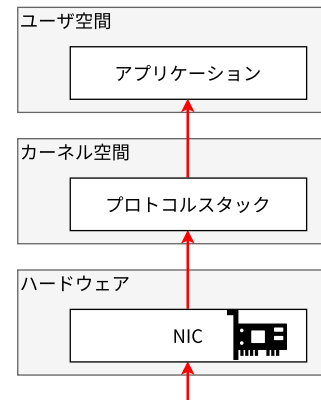 ユーザ空間
アプリケーション
カーネル空間
プロトコルスタック
ハードウェア
NIC